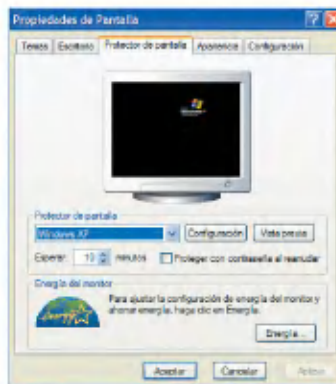 Propiedades de Pantalla
Temas Escritorio Protector de pantalla Apariencia Configuración
Protector de pantalla
Windows XP Configuración Vista previa
Esperar: 10 minutos Proteger con contraseña al reanudar
Energía del monitor
Para ajustar la configuración de energía del monitor y
ahorrar energía, haga clic en Energía.
Energía...
Aceptar Cancelar Aplicar